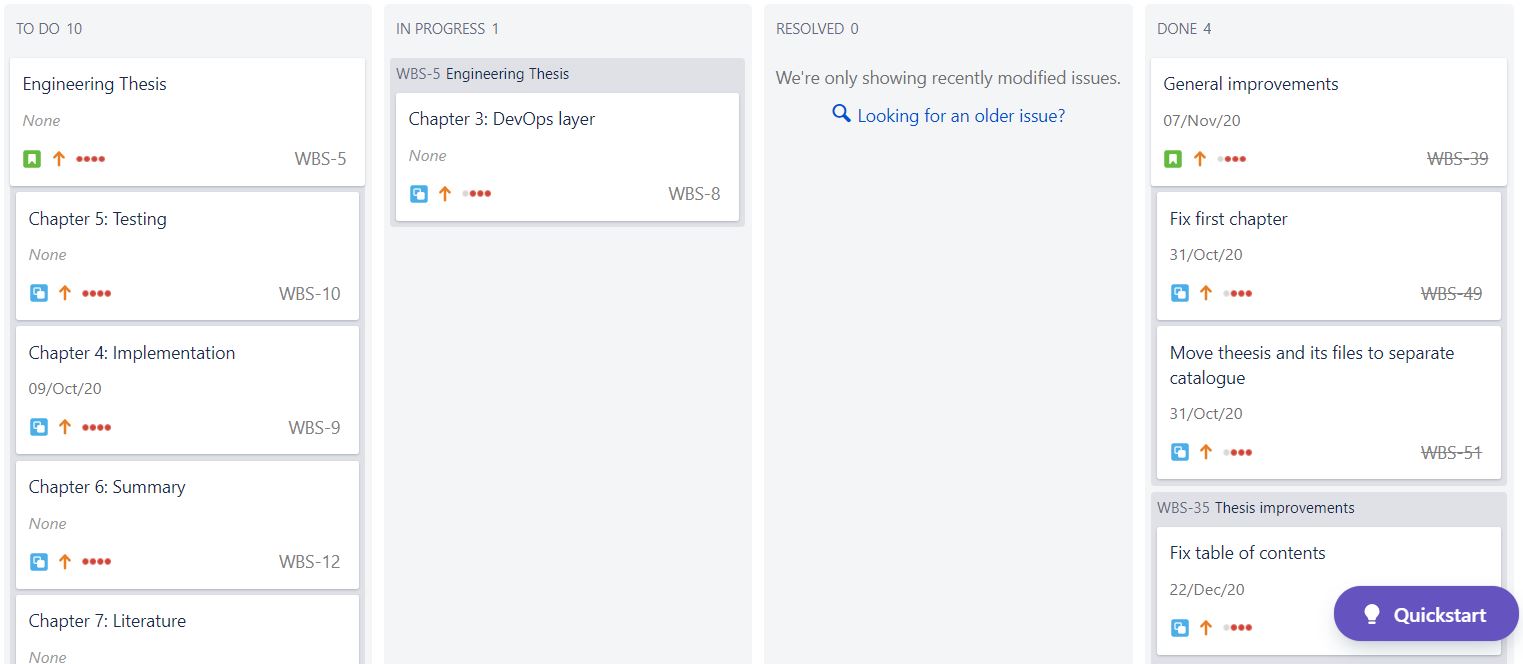 TO DO 10
Engineering Thesis
None
WBS-5
Chapter 5: Testing
None
WBS-10
Chapter 4: Implementation
09/Oct/20
WBS-9
Chapter 6: Summary
None
WBS-12
Chapter 7: Literature
None
IN PROGRESS 1
WBS-5 Engineering Thesis
Chapter 3: DevOps layer
None
WBS-8
RESOLVED 0
We're only showing recently modified issues.
Looking for an older issue?
DONE 4
General improvements
07/Nov/20
WBS-39
Fix first chapter
31/Oct/20
WBS-49
Move theesis and its files to separate
catalogue
31/Oct/20
WBS-51
WBS-35 Thesis improvements
Fix table of contents
22/Dec/20
Quickstart